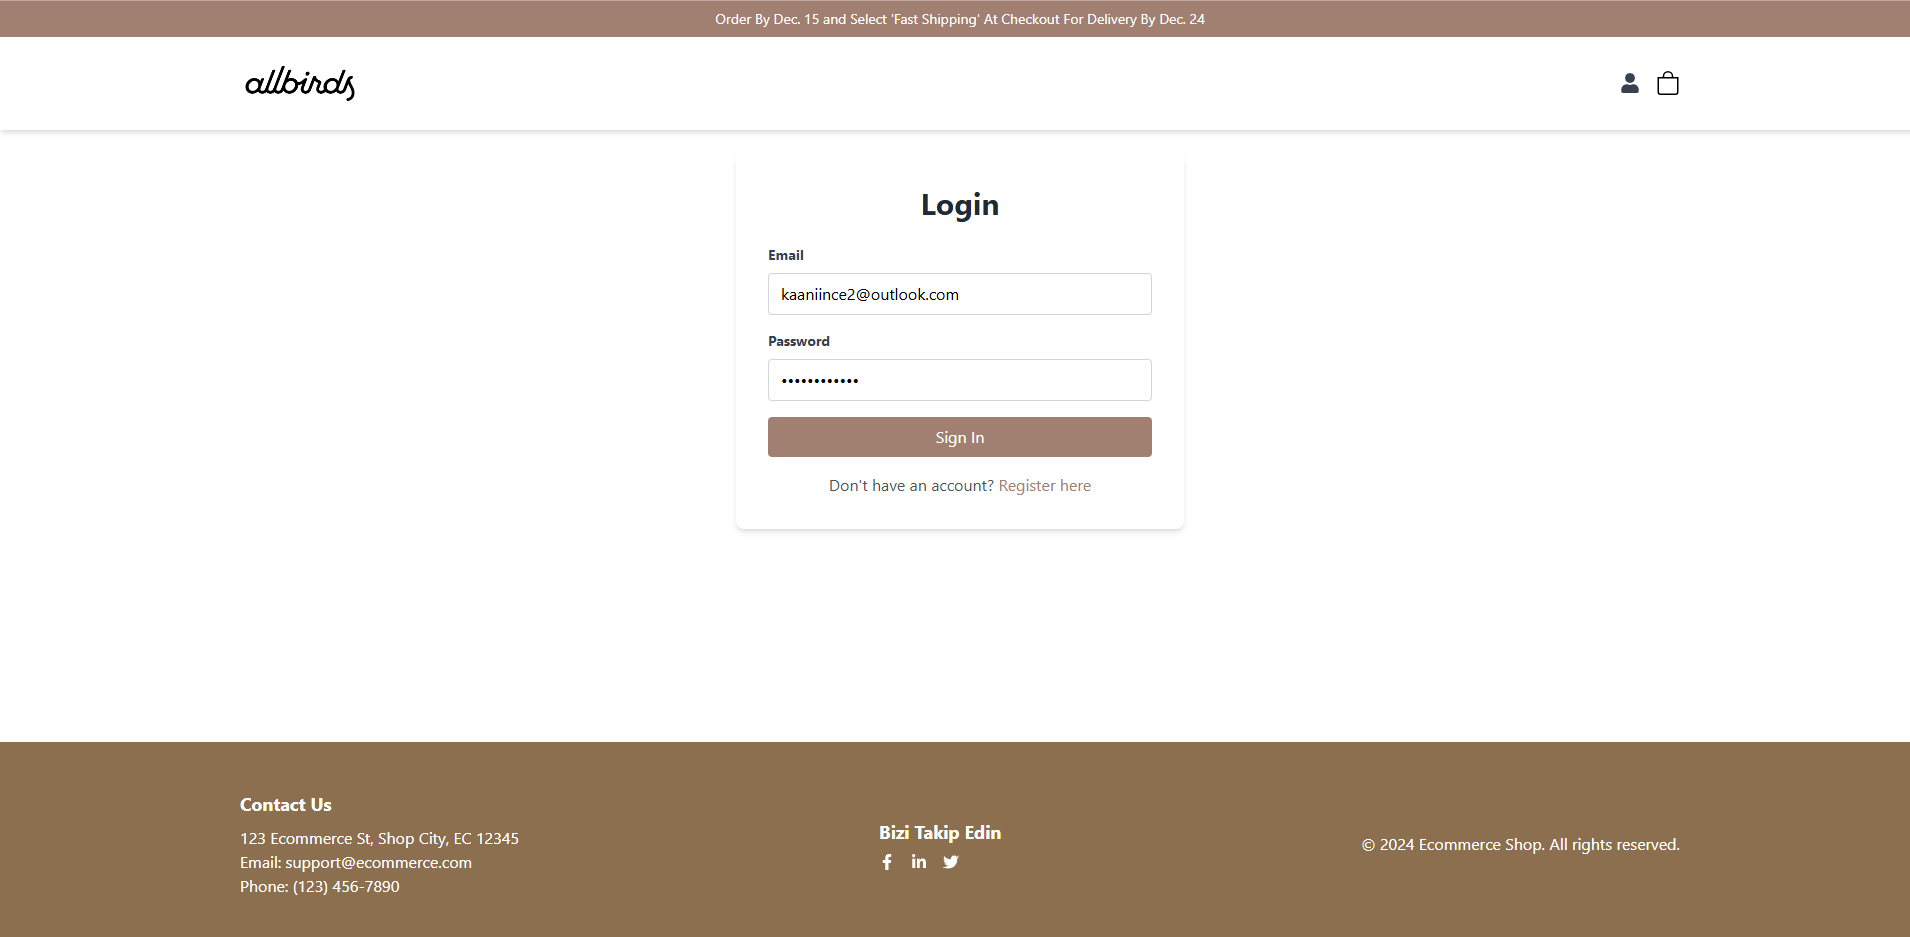 Order By Dec. 15 and Select 'Fast Shipping' At Checkout For Delivery By Dec. 24
allbirds
Login
Email
kaaniince2@outlook.com
Password
••••••••••••
Sign In
Don't have an account? Register here
Contact Us
123 Ecommerce St, Shop City, EC 12345
Email: support@ecommerce.com
Phone: (123) 456-7890
Bizi Takip Edin
© 2024 Ecommerce Shop. All rights reserved.